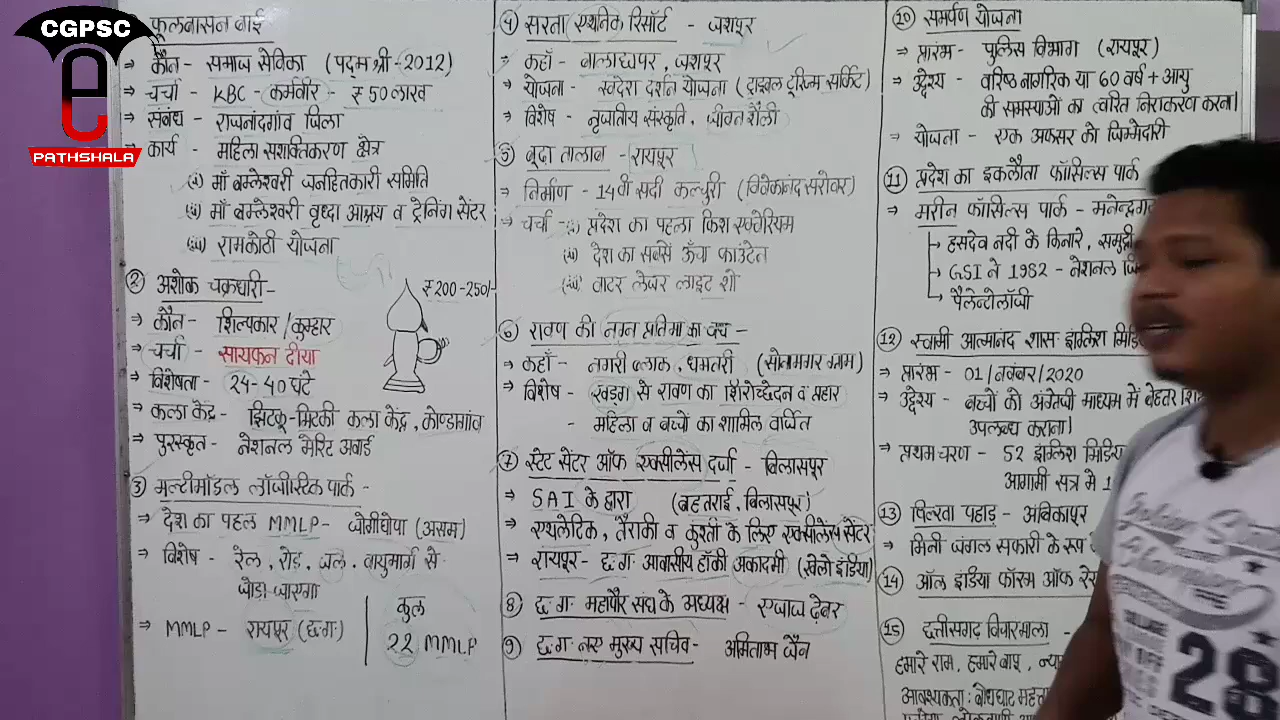 CGPSC
PATHSHALA
फूलबासन बाई
→ कौन - समाज सेविका (पद्म श्री - 2012)
→ चर्चा - KBC - कर्मवीर - ₹ 50 लाख
→ संबंध - राजनांदगांव जिला
→ कार्य - महिला सशक्तिकरण क्षेत्र
(i) माँ बम्लेश्वरी जनहितकारी समिति
(ii) माँ बम्लेश्वरी वृध्दा आश्रय व ट्रेनिंग सेंटर
(iii) रामकोठी योजना
② अशोक चक्रधारी -
₹ 200 - 250/-
→ कौन - शिल्पकार / कुम्हार
→ चर्चा - सायफन दीया
→ विशेषता - 24 - 40 घंटे
→ कला केंद्र - झिटकू - मिटकी कला केंद्र, कोण्डागांव
→ पुरस्कृत - नेशनल मेरिट अवार्ड
③ मल्टीमॉडल लॉजीस्टिक पार्क -
→ देश का पहल MMLP - जोगीघोपा (असम)
→ विशेष - रेल, रोड, जल, वायुमार्ग से
जोड़ा जाएगा
→ MMLP - रायपुर (छ.ग.)
कुल
22 MMLP
④ सरना एथनिक रिसॉर्ट - जशपुर
→ कहाँ - बालाछापर, जशपुर
→ योजना - स्वदेश दर्शन योजना (ट्राइबल टूरिज्म सर्किट)
→ विशेष - नृजातीय संस्कृति, जीवन शैली
⑤ बूढ़ा तालाब - रायपुर
→ निर्माण - 14 वी सदी कल्चुरी (विवेकानंद सरोवर)
→ चर्चा - (i) प्रदेश का पहला फिश एक्वेरियम
(ii) देश का सबसे ऊँचा फाउंटेन
(iii) वाटर लेजर लाइट शो
⑥ रावण की नग्न प्रतिमा का वध -
→ कहाँ - नगरी ब्लाक, धमतरी (सोनामगर ग्राम)
→ विशेष - खड्ग से रावण का शिरोच्छेदन व प्रहार
- महिला व बच्चों का शामिल वर्जित
⑦ स्टेट सेंटर ऑफ एक्सीलेंस दर्जा - बिलासपुर
→ SAI के द्वारा (बहतराई, बिलासपुर)
→ एथलेटिक, तैराकी व कुश्ती के लिए एक्सीलेंस सेंटर
→ रायपुर - छ.ग. आवासीय हॉकी अकादमी (खेलो इंडिया)
⑧ छ.ग. महापौर संघ के अध्यक्ष - एजाज ढेबर
⑨ छ.ग. नए मुख्य सचिव - अमिताभ जैन
⑩ समर्पण योजना
→ प्रारंभ - पुलिस विभाग (रायपुर)
→ उद्देश्य - वरिष्ठ नागरिक या 60 वर्ष + आयु
की समस्याओं का त्वरित निराकरण करना।
→ योजना - एक अफसर को जिम्मेदारी
⑪ प्रदेश का इकलौता फॉसिल्स पार्क
→ मरीन फॉसिल्स पार्क -
हसदेव नदी के किनारे,
GSI ने 1982 - नेशनल
पैलेन्टोलॉजी
⑫ स्वामी आत्मानंद शास. इंग्लिश
→ प्रारंभ - 01 / नवम्बर / 2020
→ उद्देश्य - बच्चों को अंग्रेजी माध्यम में बेहतर
उपलब्ध कराना।
→ प्रथम चरण - 52 इंग्लिश
आगामी सत्र में
⑬ पिलखा पहाड़ - अंबिकापुर
→ मिनी जंगल सफारी के रूप
⑭ ऑल इंडिया फॉरम ऑफ
⑮ छत्तीसगढ़ विचारमाला -
हमारे राम, हमारे बापू,
आवश्यकता : बोधघाट
28